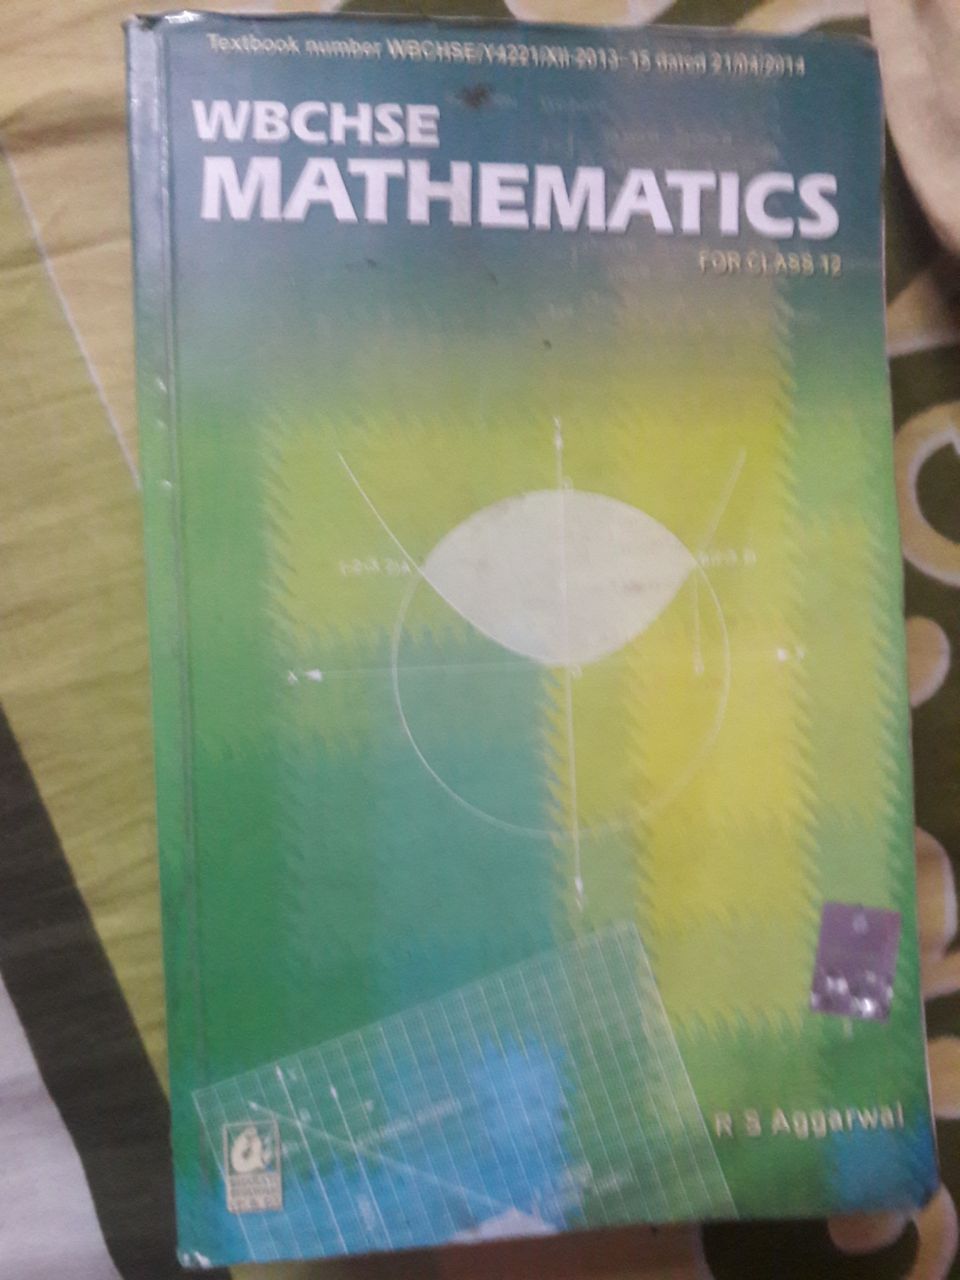 Textbook number WBCHSE/Y4221/XII 2013-15 dated 21/04/2014
WBCHSE
MATHEMATICS
FOR CLASS 12
R S Aggarwal